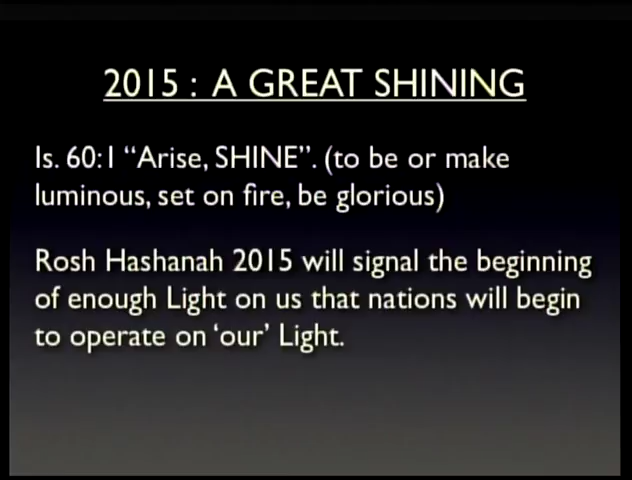 2015 : A GREAT SHINING
Is. 60:1 “Arise, SHINE”. (to be or make
luminous, set on fire, be glorious)
Rosh Hashanah 2015 will signal the beginning
of enough Light on us that nations will begin
to operate on ‘our’ Light.